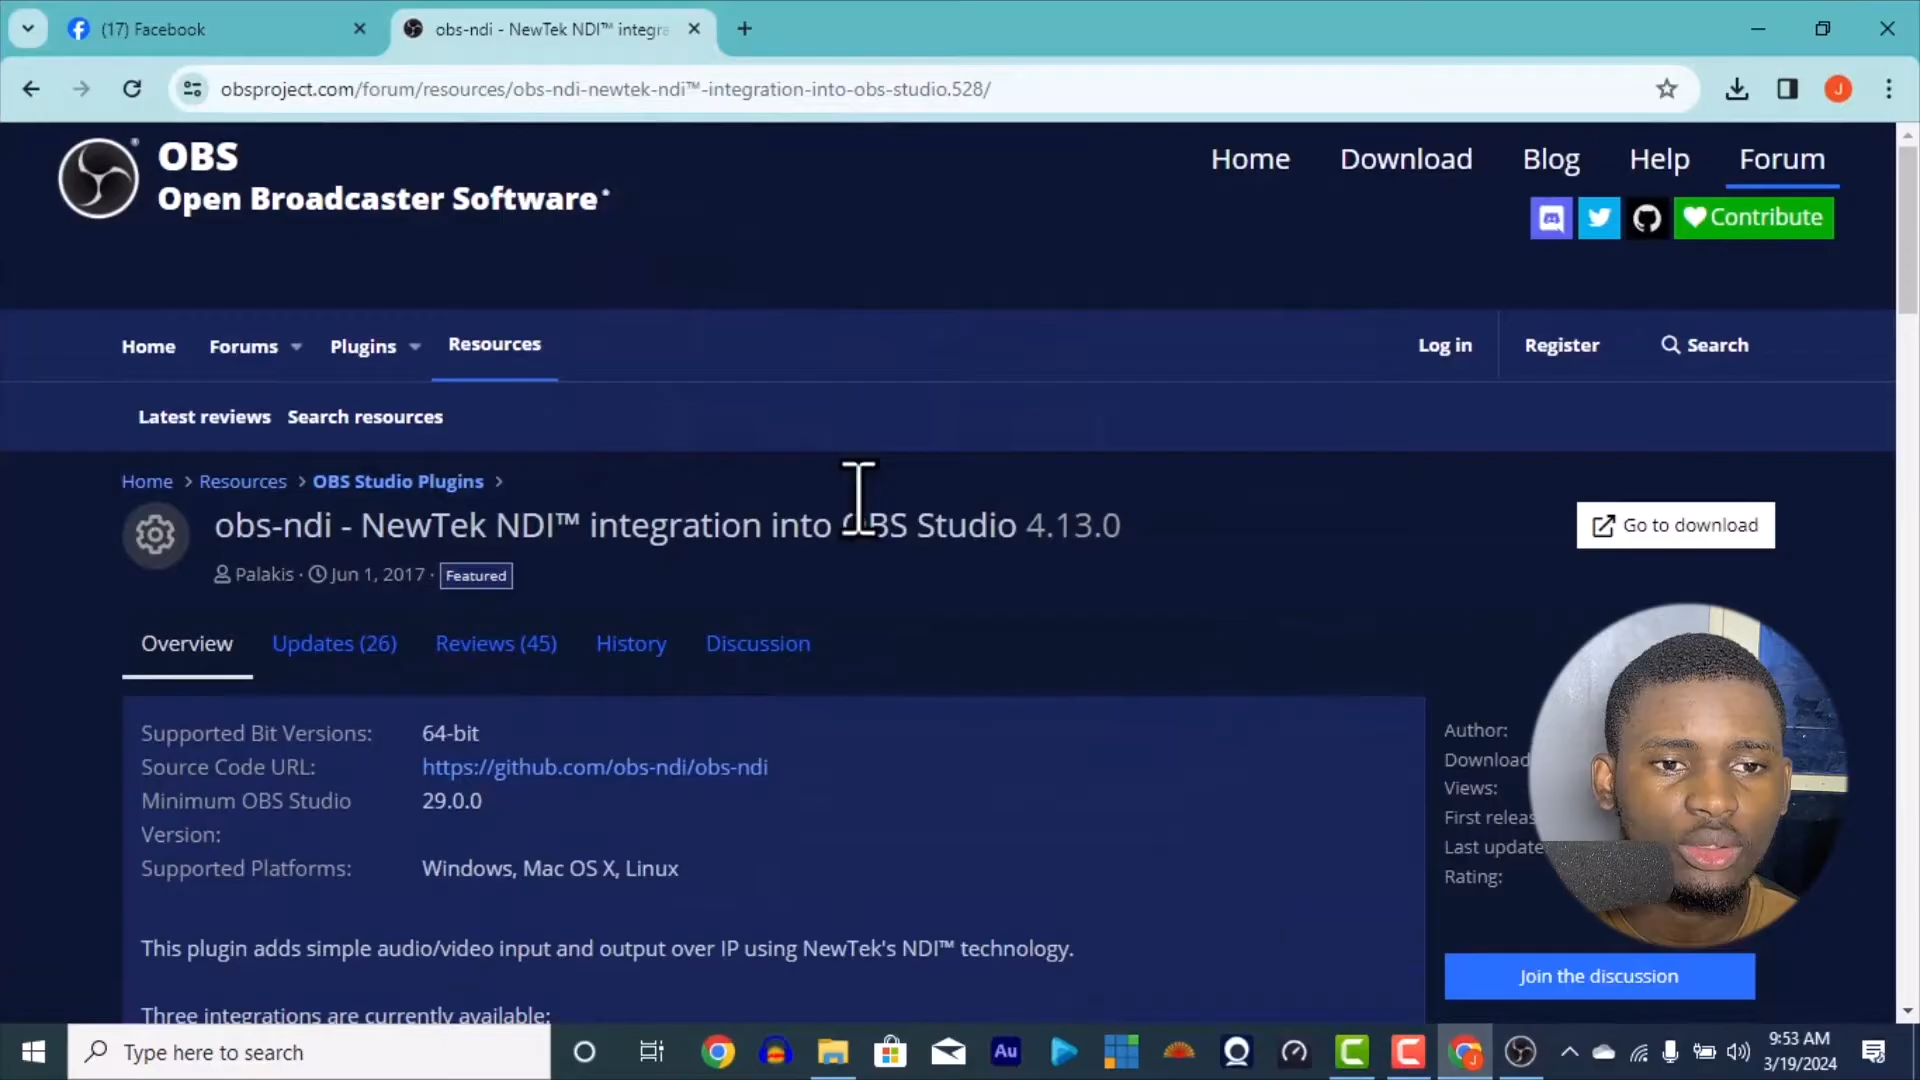 (17) Facebook
obs-ndi - NewTek NDI™ integra
obsproject.com/forum/resources/obs-ndi-newtek-ndi™-integration-into-obs-studio.528/
J
OBS
Open Broadcaster Software
Home Download Blog Help Forum
Contribute
Home Forums Plugins Resources
Log in Register Search
Latest reviews Search resources
Home > Resources > OBS Studio Plugins >
obs-ndi - NewTek NDI™ integration into OBS Studio 4.13.0
Go to download
Palakis · Jun 1, 2017 · Featured
Overview Updates (26) Reviews (45) History Discussion
Supported Bit Versions: 64-bit
Source Code URL: https://github.com/obs-ndi/obs-ndi
Minimum OBS Studio Version: 29.0.0
Supported Platforms: Windows, Mac OS X, Linux
This plugin adds simple audio/video input and output over IP using NewTek's NDI™ technology.
Three integrations are currently available:
Author:
Download
Views:
First releas
Last update
Rating:
Join the discussion
Type here to search
Au
9:53 AM
3/19/2024